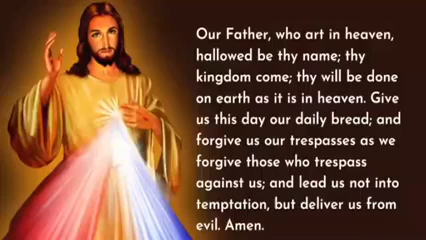 Our Father, who art in heaven,
hallowed be thy name; thy
kingdom come; thy will be done
on earth as it is in heaven. Give
us this day our daily bread; and
forgive us our trespasses as we
forgive those who trespass
against us; and lead us not into
temptation, but deliver us from
evil. Amen.